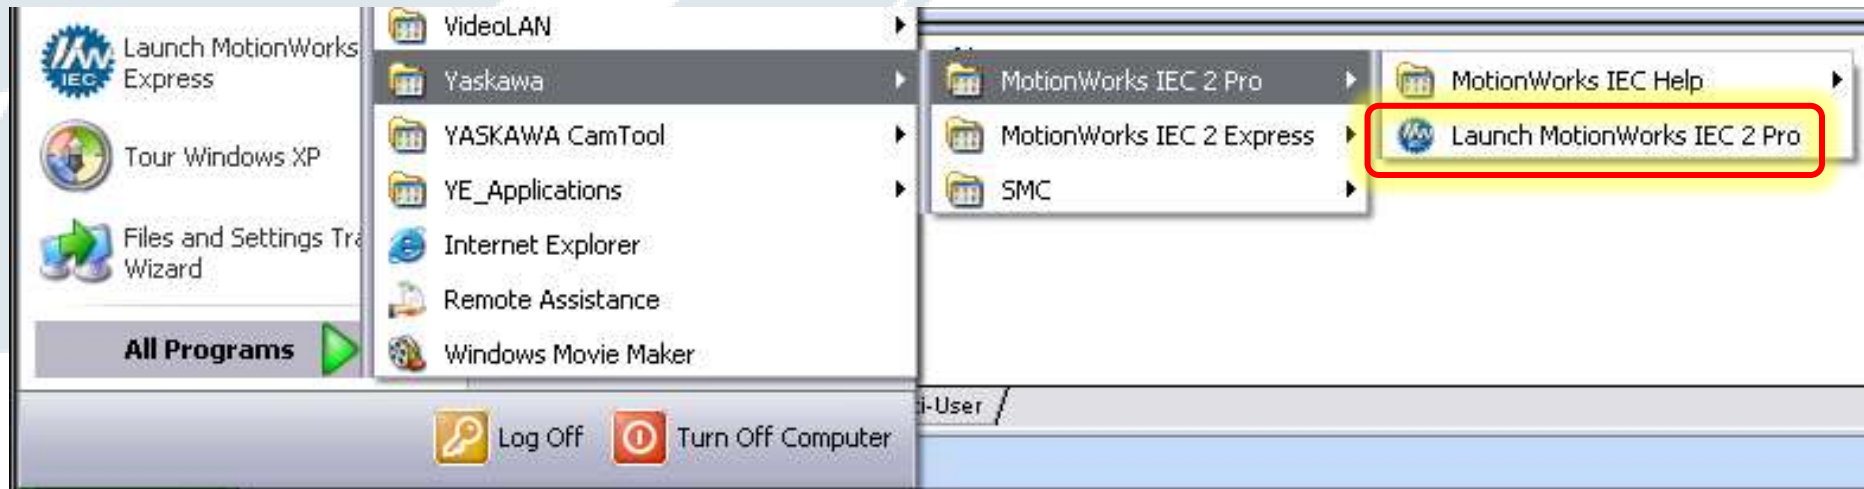 Launch MotionWorks
Express
IEC
Tour Windows XP
Files and Settings Tra
Wizard
All Programs
VideoLAN
Yaskawa
YASKAWA CamTool
YE_Applications
Internet Explorer
Remote Assistance
Windows Movie Maker
MotionWorks IEC 2 Pro
MotionWorks IEC 2 Express
SMC
MotionWorks IEC Help
Launch MotionWorks IEC 2 Pro
i-User
Log Off
Turn Off Computer